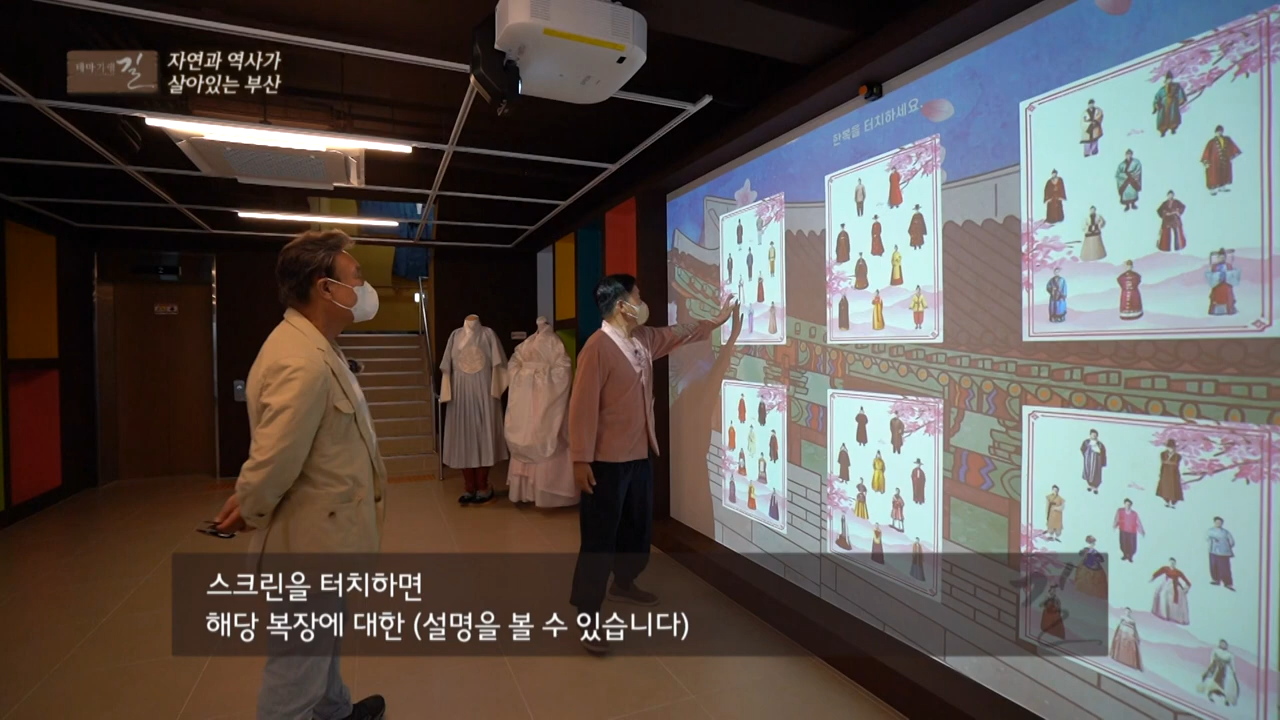 테마기행 길
자연과 역사가
살아있는 부산
한복을 터치하세요.
스크린을 터치하면
해당 복장에 대한 (설명을 볼 수 있습니다)